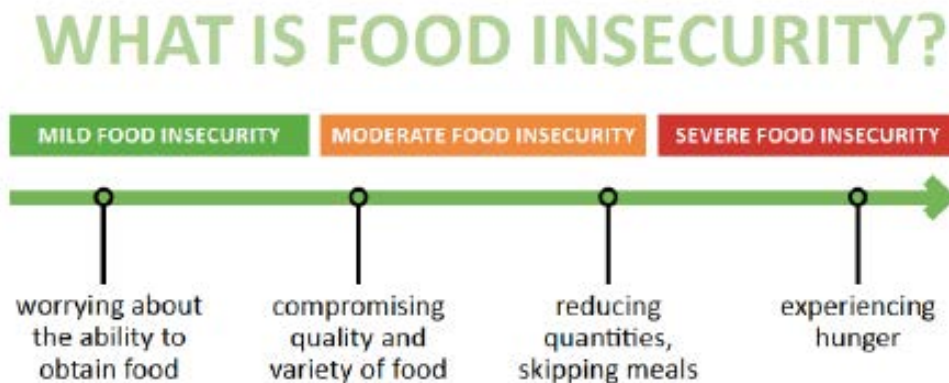 WHAT IS FOOD INSECURITY?
MILD FOOD INSECURITY
MODERATE FOOD INSECURITY
SEVERE FOOD INSECURITY
worrying about
the ability to
obtain food
compromising
quality and
variety of food
reducing
quantities,
skipping meals
experiencing
hunger